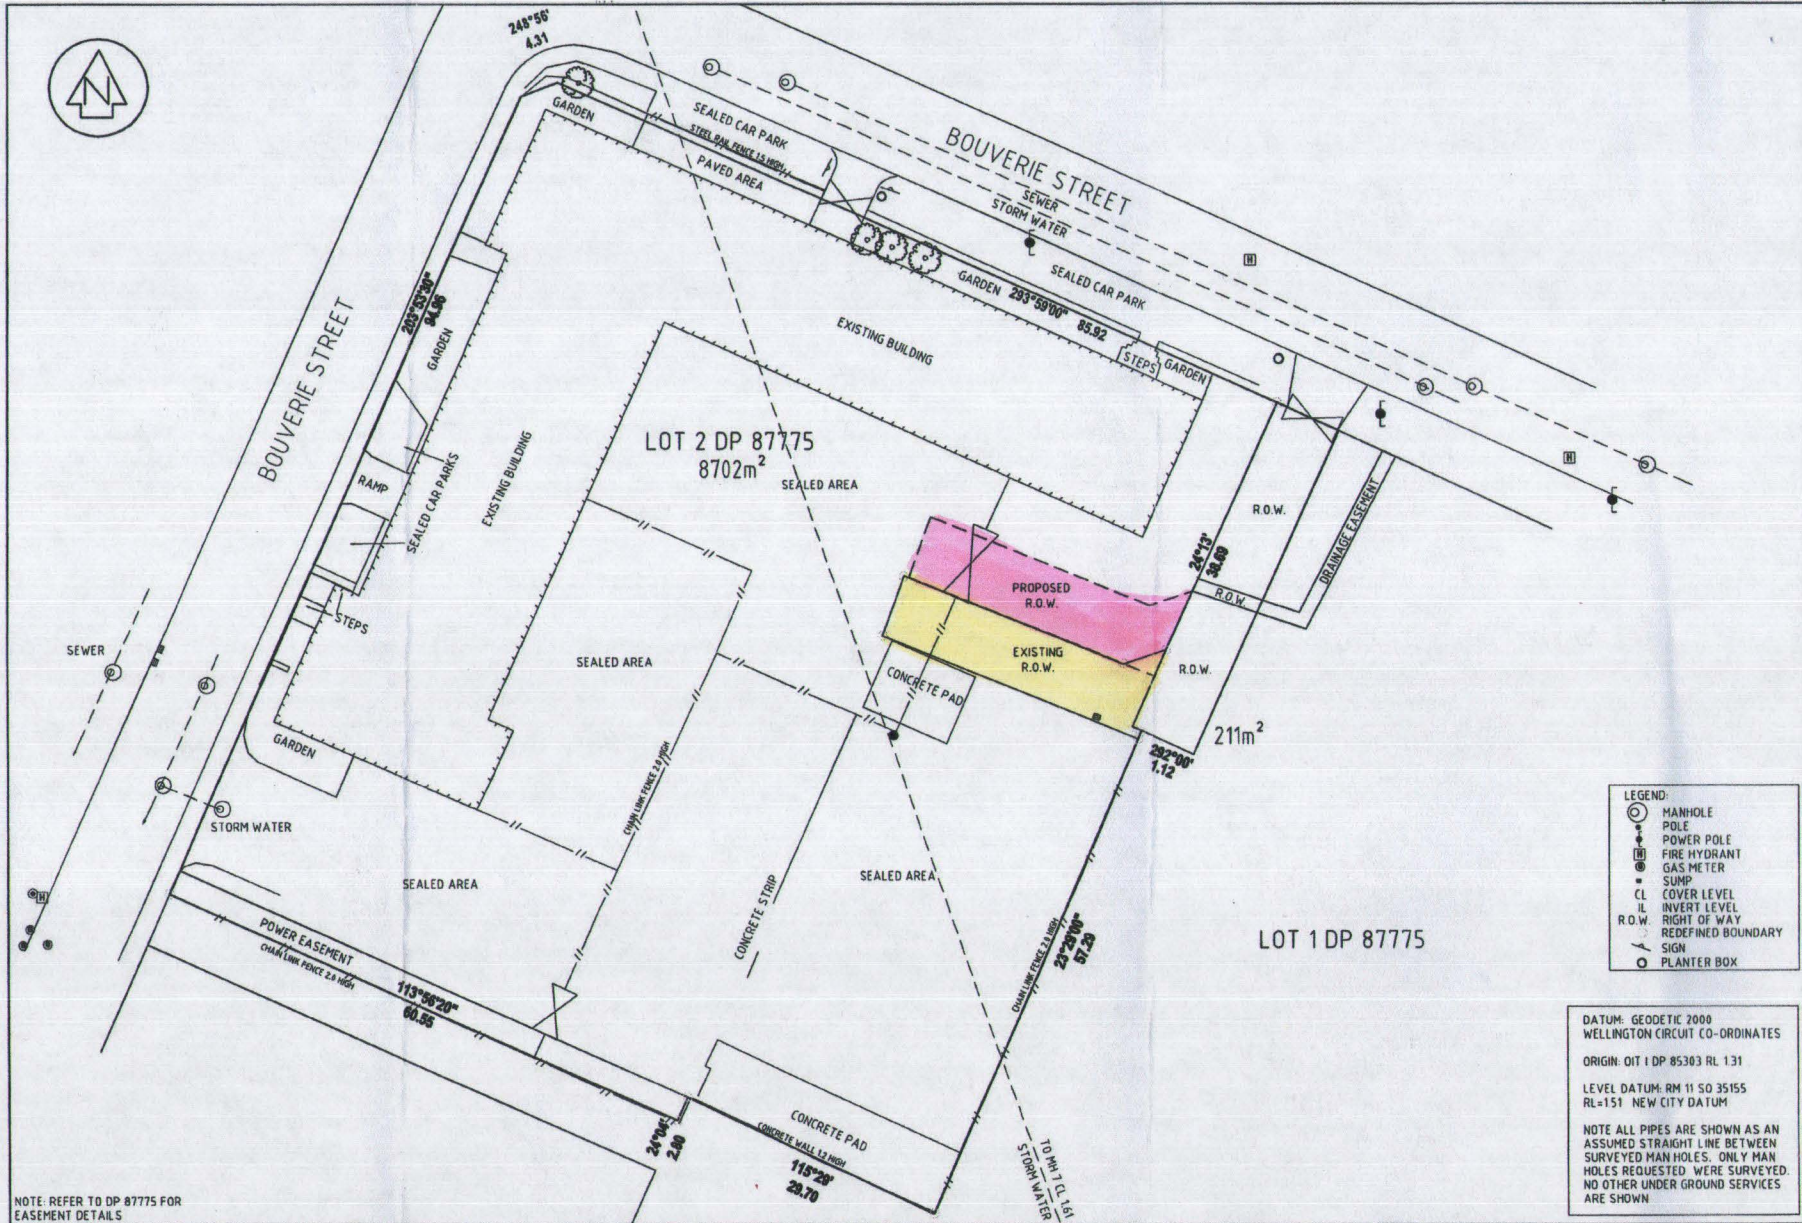 N
248°56'
4.31
GARDEN
SEALED CAR PARK
STEEL RAIL FENCE 1.5 HIGH
PAVED AREA
BOUVERIE STREET
SEWER
STORM WATER
SEALED CAR PARK
H
GARDEN
293°59'00" 85.92
203°53'30"
94.96
GARDEN
BOUVERIE STREET
EXISTING BUILDING
STEPS
GARDEN
LOT 2 DP 87775
8702m²
SEALED AREA
H
RAMP
SEALED CAR PARKS
EXISTING BUILDING
R.O.W.
DRAINAGE EASEMENT
24°13'
38.69
PROPOSED
R.O.W.
R.O.W.
STEPS
SEWER
SEALED AREA
EXISTING
R.O.W.
R.O.W.
CONCRETE PAD
211m²
292°00'
1.12
GARDEN
CHAIN LINK FENCE 2.0 HIGH
STORM WATER
SEALED AREA
SEALED AREA
CONCRETE STRIP
H
POWER EASEMENT
CHAIN LINK FENCE 2.0 HIGH
113°56'20"
60.55
CHAIN LINK FENCE 2.0 HIGH
23°29'00"
57.29
LOT 1 DP 87775
24°04'
2.80
CONCRETE PAD
CONCRETE WALL 1.2 HIGH
115°29'
29.70
TO MH 7 CL 1.61
STORM WATER
LEGEND:
MANHOLE
POLE
POWER POLE
H FIRE HYDRANT
GAS METER
SUMP
CL COVER LEVEL
IL INVERT LEVEL
R.O.W. RIGHT OF WAY
REDEFINED BOUNDARY
SIGN
PLANTER BOX
DATUM: GEODETIC 2000
WELLINGTON CIRCUIT CO-ORDINATES
ORIGIN: OIT I DP 85303 RL 1.31
LEVEL DATUM: RM 11 SO 35155
RL=1.51 NEW CITY DATUM
NOTE ALL PIPES ARE SHOWN AS AN
ASSUMED STRAIGHT LINE BETWEEN
SURVEYED MAN HOLES. ONLY MAN
HOLES REQUESTED WERE SURVEYED.
NO OTHER UNDER GROUND SERVICES
ARE SHOWN
NOTE: REFER TO DP 87775 FOR
EASEMENT DETAILS